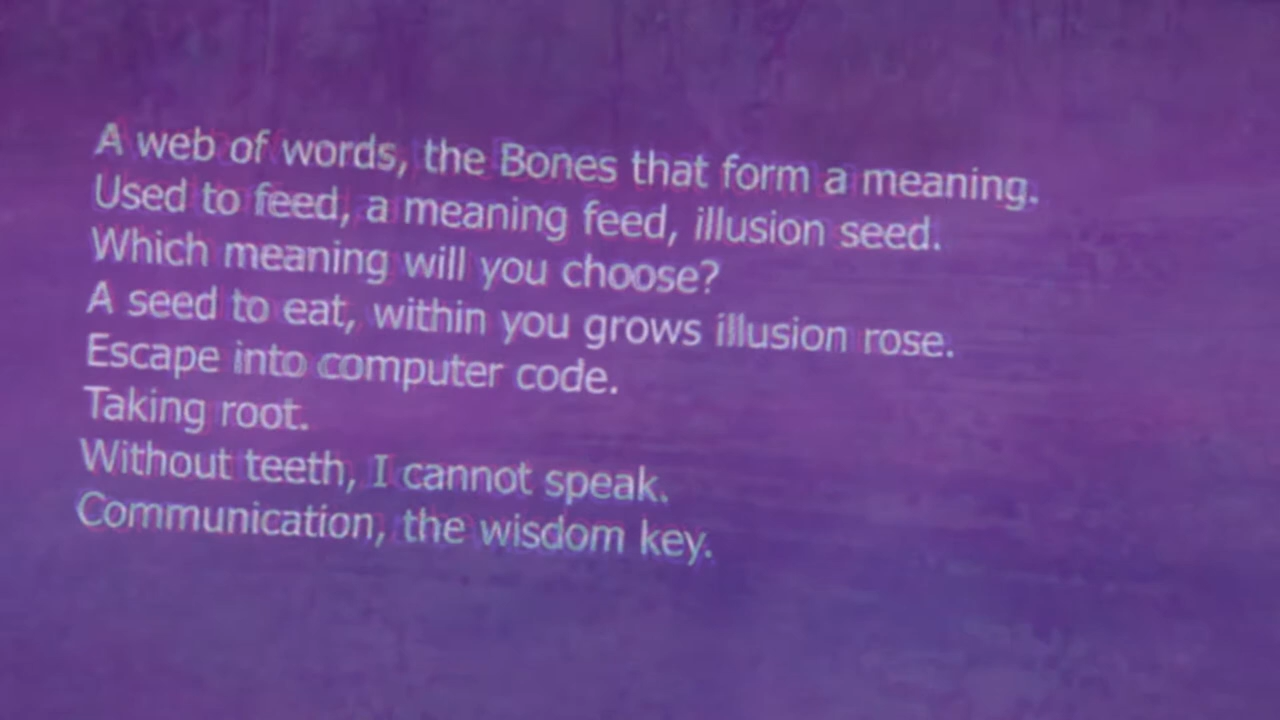 A web of words, the Bones that form a meaning.
Used to feed, a meaning feed, illusion seed.
Which meaning will you choose?
A seed to eat, within you grows illusion rose.
Escape into computer code.
Taking root.
Without teeth, I cannot speak.
Communication, the wisdom key.